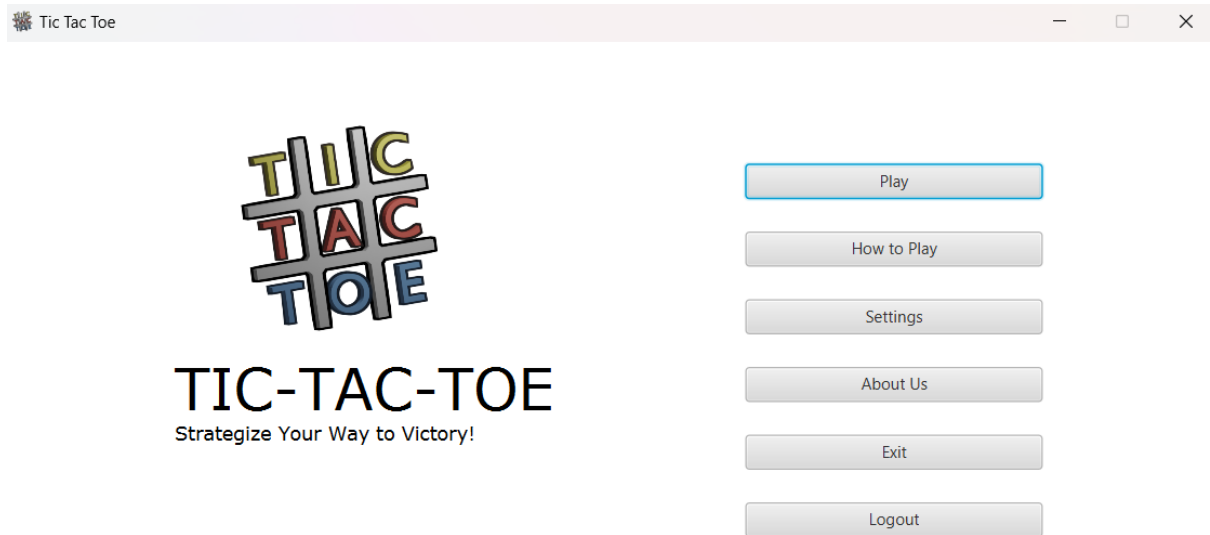 Tic Tac Toe
TIC
TAC
TOE
TIC-TAC-TOE
Strategize Your Way to Victory!
Play
How to Play
Settings
About Us
Exit
Logout